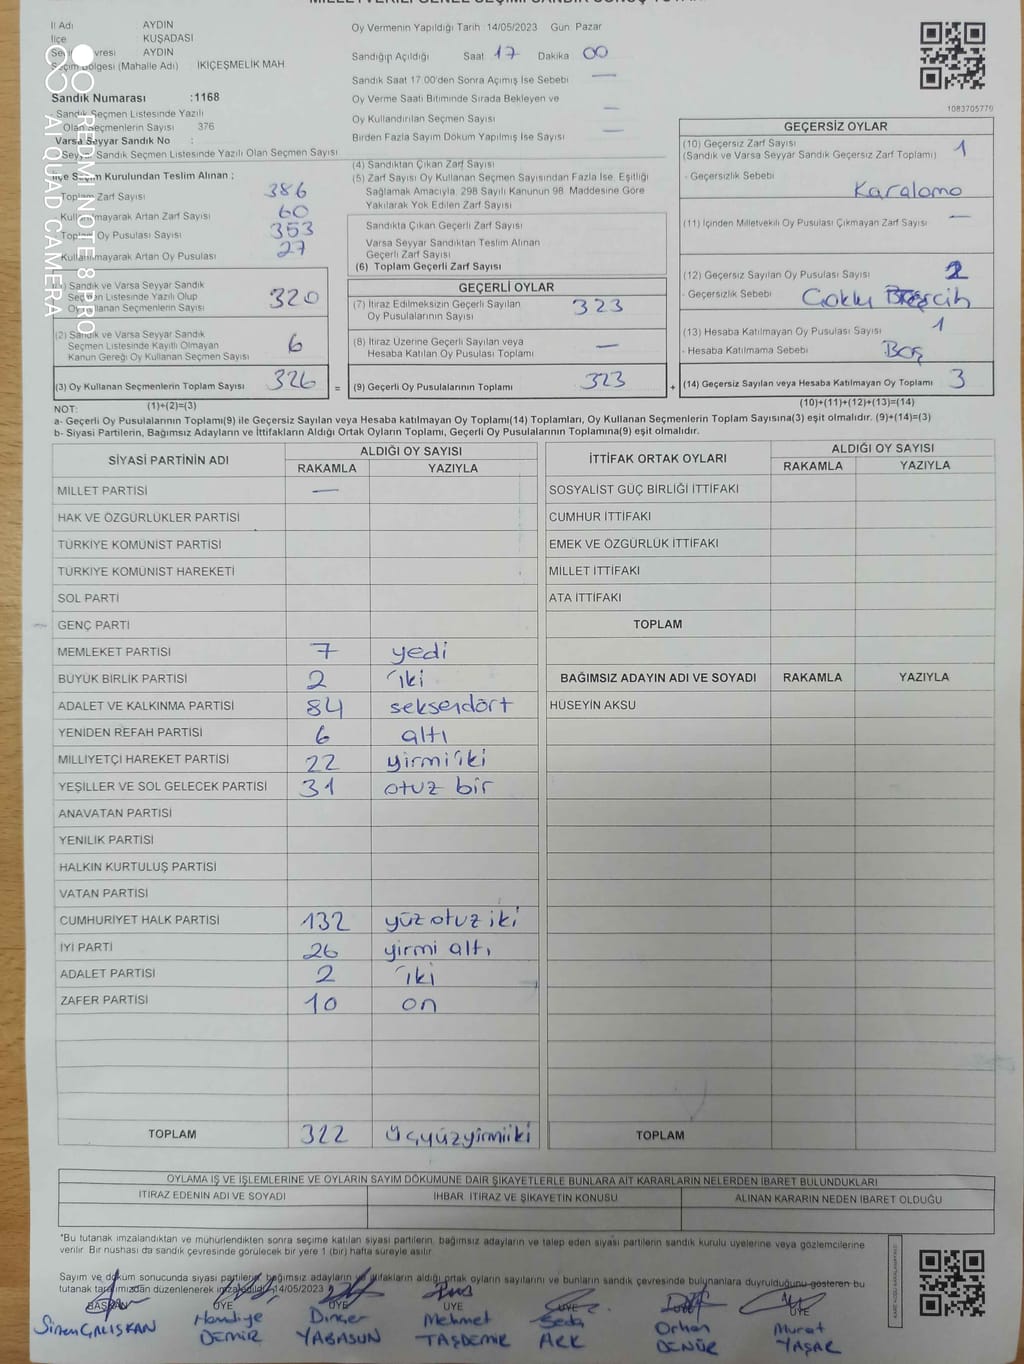 İl Adı AYDIN
İlçe KUŞADASI
Seçim Çevresi AYDIN
Seçim Bölgesi (Mahalle Adı) IKIÇEŞMELİK MAH
Sandık Numarası :1168
Sandık Seçmen Listesinde Yazılı
Olan Seçmenlerin Sayısı 376
Varsa Seyyar Sandık No :
Seyyar Sandık Seçmen Listesinde Yazılı Olan Seçmen Sayısı
İlçe Seçim Kurulundan Teslim Alınan ;
Toplam Zarf Sayısı 386
Kullanılmayarak Artan Zarf Sayısı 60
Toplam Oy Pusulası Sayısı 353
Kullanılmayarak Artan Oy Pusulası 27
Oy Vermenin Yapıldığı Tarih 14/05/2023 Gün Pazar
Sandığın Açıldığı Saat 17 Dakika 00
Sandık Saat 17 00'den Sonra Açılmış İse Sebebi —
Oy Verme Saati Bitiminde Sırada Bekleyen ve
Oy Kullandırılan Seçmen Sayısı —
Birden Fazla Sayım Döküm Yapılmış İse Sayısı —
(4) Sandıktan Çıkan Zarf Sayısı
(5) Zarf Sayısı Oy Kullanan Seçmen Sayısından Fazla İse, Eşitliği
Sağlamak Amacıyla, 298 Sayılı Kanunun 98. Maddesine Göre
Yakılarak Yok Edilen Zarf Sayısı
Sandıkta Çıkan Geçerli Zarf Sayısı
Varsa Seyyar Sandıktan Teslim Alınan
Geçerli Zarf Sayısı
(6) Toplam Geçerli Zarf Sayısı
1083705770
GEÇERSİZ OYLAR
(10) Geçersiz Zarf Sayısı
(Sandık ve Varsa Seyyar Sandık Geçersiz Zarf Toplamı) 1
- Geçersizlik Sebebi
Karalama
(11) İçinden Milletvekili Oy Pusulası Çıkmayan Zarf Sayısı —
(12) Geçersiz Sayılan Oy Pusulası Sayısı
- Geçersizlik Sebebi Çoklu
(13) Hesaba Katılmayan Oy Pusulası Sayısı 1
- Hesaba Katılmama Sebebi Boş
(14) Geçersiz Sayılan veya Hesaba Katılmayan Oy Toplamı 3
(10)+(11)+(12)+(13)=(14)
(1) Sandık ve Varsa Seyyar Sandık
Seçmen Listesinde Yazılı Olup
Oy Kullanan Seçmenlerin Sayısı 320
(2) Sandık ve Varsa Seyyar Sandık
Seçmen Listesinde Kayıtlı Olmayan
Kanun Gereği Oy Kullanan Seçmen Sayısı 6
(3) Oy Kullanan Seçmenlerin Toplam Sayısı 326 =
(1)+(2)=(3)
GEÇERLİ OYLAR
(7) İtiraz Edilmeksizin Geçerli Sayılan
Oy Pusulalarının Sayısı 323
(8) İtiraz Üzerine Geçerli Sayılan veya
Hesaba Katılan Oy Pusulası Toplamı —
(9) Geçerli Oy Pusulalarının Toplamı 323 +
NOT:
a- Geçerli Oy Pusulalarının Toplamı(9) ile Geçersiz Sayılan veya Hesaba katılmayan Oy Toplamı(14) Toplamları, Oy Kullanan Seçmenlerin Toplam Sayısına(3) eşit olmalıdır. (9)+(14)=(3)
b- Siyasi Partilerin, Bağımsız Adayların ve İttifakların Aldığı Ortak Oyların Toplamı, Geçerli Oy Pusulalarının Toplamına(9) eşit olmalıdır.
SİYASİ PARTİNİN ADI ALDIĞI OY SAYISI
RAKAMLA YAZIYLA
MİLLET PARTİSİ —
HAK VE ÖZGÜRLÜKLER PARTİSİ
TÜRKİYE KOMÜNİST PARTİSİ
TÜRKİYE KOMÜNİST HAREKETİ
SOL PARTİ
GENÇ PARTİ
MEMLEKET PARTİSİ 7 yedi
BÜYÜK BİRLİK PARTİSİ 2 iki
ADALET VE KALKINMA PARTİSİ 84 seksendört
YENİDEN REFAH PARTİSİ 6 altı
MİLLİYETÇİ HAREKET PARTİSİ 22 yirmiiki
YEŞİLLER VE SOL GELECEK PARTİSİ 31 otuz bir
ANAVATAN PARTİSİ
YENİLİK PARTİSİ
HALKIN KURTULUŞ PARTİSİ
VATAN PARTİSİ
CUMHURİYET HALK PARTİSİ 132 yüz otuz iki
İYİ PARTİ 26 yirmi altı
ADALET PARTİSİ 2 iki
ZAFER PARTİSİ 10 on
TOPLAM 322 üçyüzyirmiiki
İTTİFAK ORTAK OYLARI ALDIĞI OY SAYISI
RAKAMLA YAZIYLA
SOSYALİST GÜÇ BİRLİĞİ İTTİFAKI
CUMHUR İTTİFAKI
EMEK VE ÖZGÜRLÜK İTTİFAKI
MİLLET İTTİFAKI
ATA İTTİFAKI
TOPLAM
BAĞIMSIZ ADAYIN ADI VE SOYADI RAKAMLA YAZIYLA
HÜSEYİN AKSU
TOPLAM
OYLAMA İŞ VE İŞLEMLERİNE VE OYLARIN SAYIM DÖKÜMÜNE DAİR ŞİKAYETLERLE BUNLARA AİT KARARLARIN NELERDEN İBARET BULUNDUKLARI
İTİRAZ EDENİN ADI VE SOYADI İHBAR İTİRAZ VE ŞİKAYETİN KONUSU ALINAN KARARIN NEDEN İBARET OLDUĞU
*Bu tutanak imzalandıktan ve mühürlendikten sonra seçime katılan siyasi partilerin, bağımsız adayların ve talep eden siyasi partilerin sandık kurulu üyelerine veya gözlemcilerine
verilir. Bir nüshası da sandık çevresinde görülecek bir yere 1 (bir) hafta süreyle asılır
Sayım ve döküm sonucunda siyasi partilerin, bağımsız adayların ve ittifakların aldığı ortak oyların sayılarını ve bunların sandık çevresinde bulunanlara duyrulduğunu gösteren bu
tutanak tarafımızdan düzenlenerek imzalandı. 14/05/2023
BAŞKAN ÜYE ÜYE ÜYE ÜYE ÜYE
Sinem ÇALIŞKAN Hamdiye DEMİR Dinçer YABASUN Mehmet TAŞDEMİR Seda Orhan Murat YAŞAR
REDMI NOTE 8 PRO
AI QUAD CAMERA